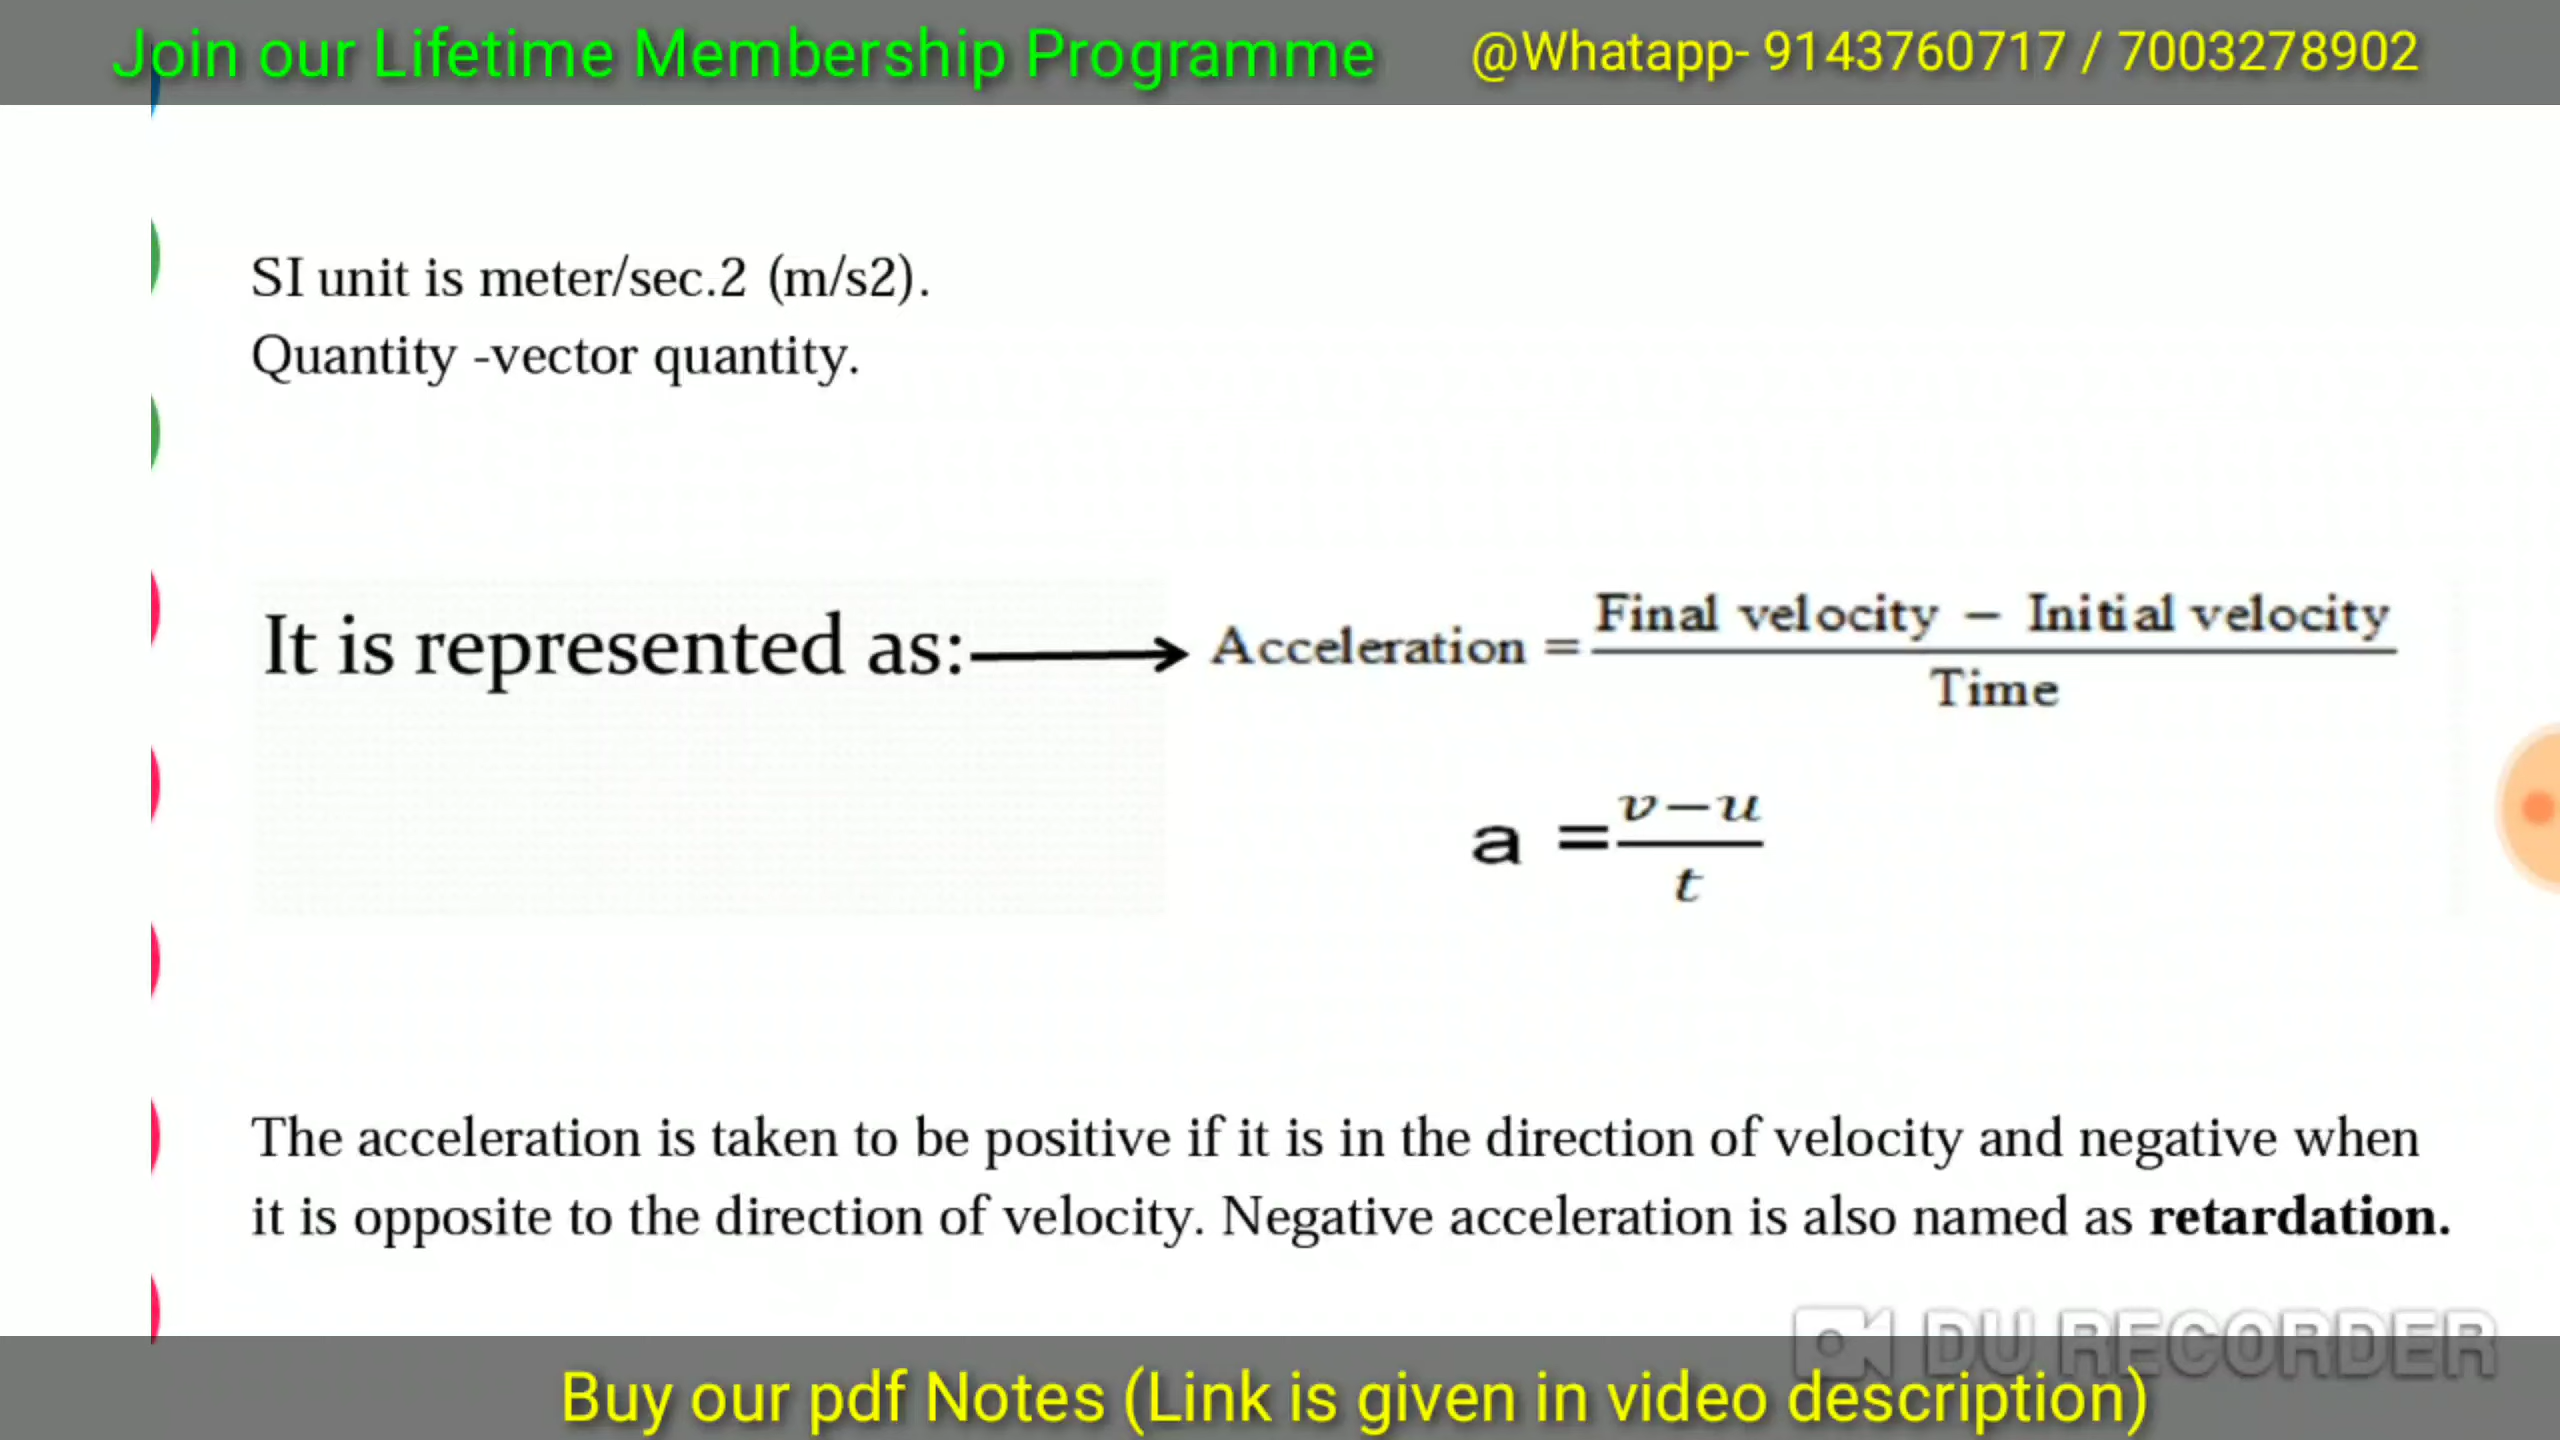 Join our Lifetime Membership Programme @Whatapp- 9143760717 / 7003278902
SI unit is meter/sec.2 (m/s2).
Quantity -vector quantity.
It is represented as: Acceleration = Final velocity − Initial velocity
Time
a = v−u
t
The acceleration is taken to be positive if it is in the direction of velocity and negative when
it is opposite to the direction of velocity. Negative acceleration is also named as retardation.
DU RECORDER
Buy our pdf Notes (Link is given in video description)